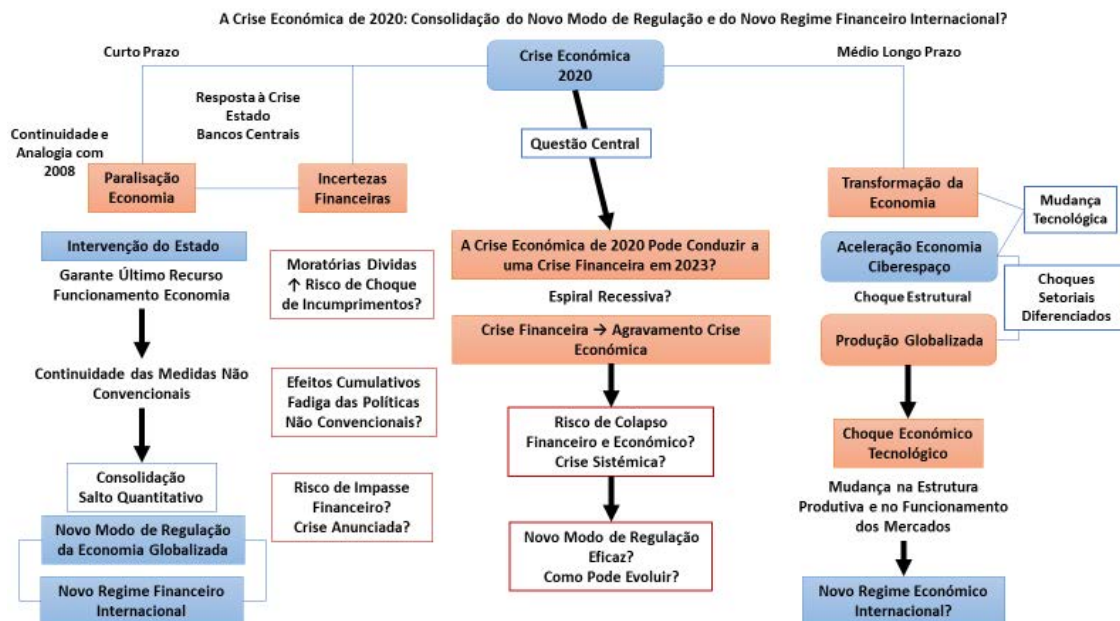 A Crise Económica de 2020: Consolidação do Novo Modo de Regulação e do Novo Regime Financeiro Internacional?
Curto Prazo
Crise Económica
2020
Médio Longo Prazo
Resposta à Crise
Estado
Bancos Centrais
Continuidade e
Analogia com
2008
Questão Central
Paralisação
Economia
Incertezas
Financeiras
Transformação da
Economia
Mudança
Tecnológica
Intervenção do Estado
Garante Último Recurso
Funcionamento Economia
Moratórias Dividas
↑ Risco de Choque
de Incumprimentos?
A Crise Económica de 2020 Pode Conduzir a
uma Crise Financeira em 2023?
Espiral Recessiva?
Crise Financeira → Agravamento Crise
Económica
Aceleração Economia
Ciberespaço
Choque Estrutural
Choques
Setoriais
Diferenciados
Produção Globalizada
Continuidade das Medidas Não
Convencionais
Efeitos Cumulativos
Fadiga das Políticas
Não Convencionais?
Risco de Colapso
Financeiro e Económico?
Crise Sistémica?
Choque Económico
Tecnológico
Mudança na Estrutura
Produtiva e no Funcionamento
dos Mercados
Consolidação
Salto Quantitativo
Risco de Impasse
Financeiro?
Crise Anunciada?
Novo Modo de Regulação
da Economia Globalizada
Novo Modo de Regulação
Eficaz?
Como Pode Evoluir?
Novo Regime Financeiro
Internacional
Novo Regime Económico
Internacional?